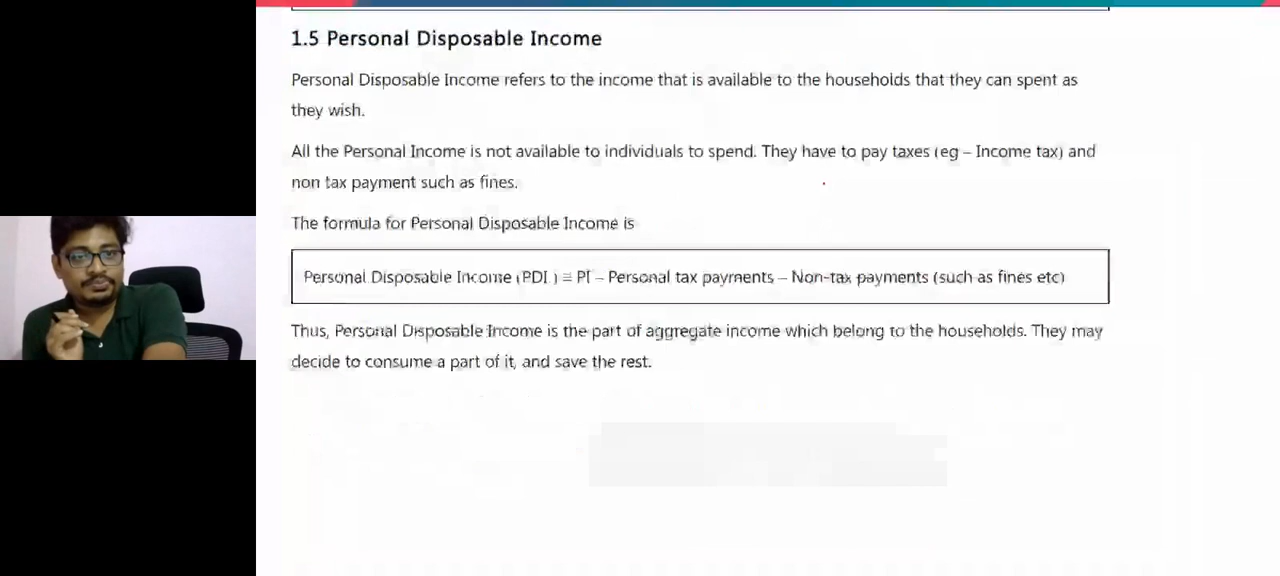 1.5 Personal Disposable Income
Personal Disposable Income refers to the income that is available to the households that they can spent as
they wish.
All the Personal Income is not available to individuals to spend. They have to pay taxes (eg – Income tax) and
non tax payment such as fines.
The formula for Personal Disposable Income is
Personal Disposable Income (PDI ) ≡ PI – Personal tax payments – Non-tax payments (such as fines etc)
Thus, Personal Disposable Income is the part of aggregate income which belong to the households. They may
decide to consume a part of it, and save the rest.